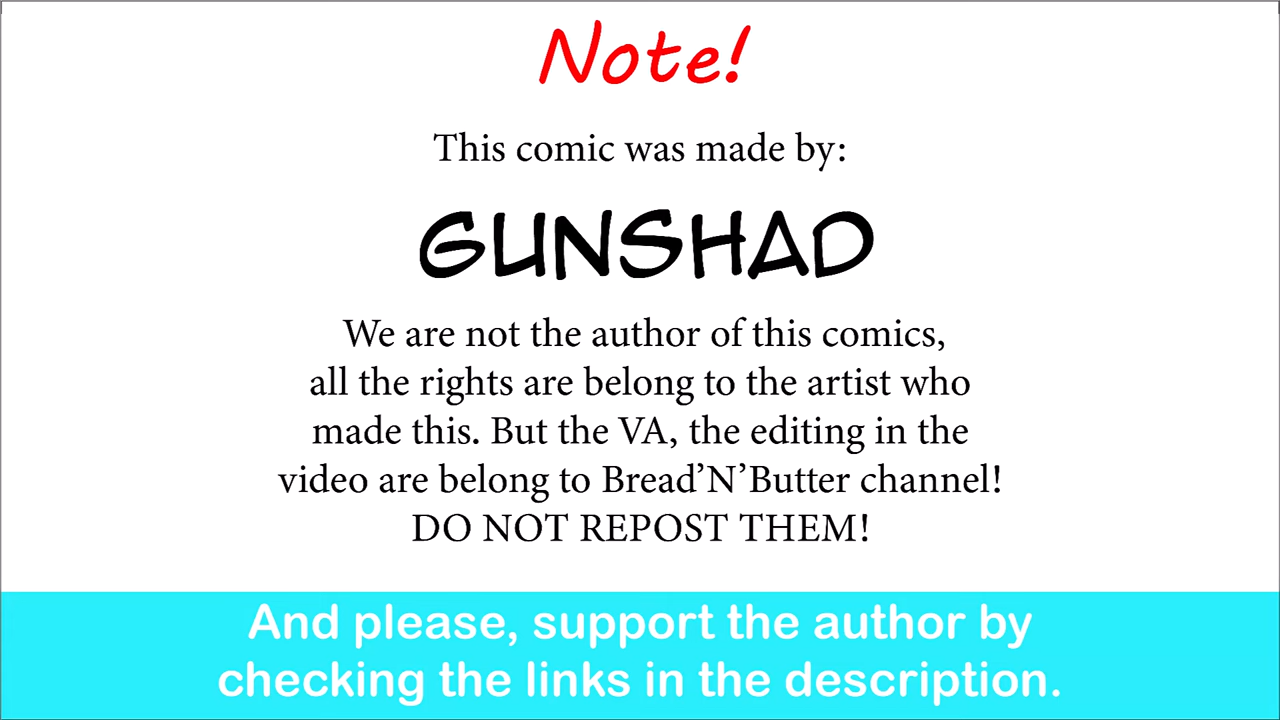 Note!
This comic was made by:
GUNSHAD
We are not the author of this comics,
all the rights are belong to the artist who
made this. But the VA, the editing in the
video are belong to Bread’N’Butter channel!
DO NOT REPOST THEM!
And please, support the author by
checking the links in the description.